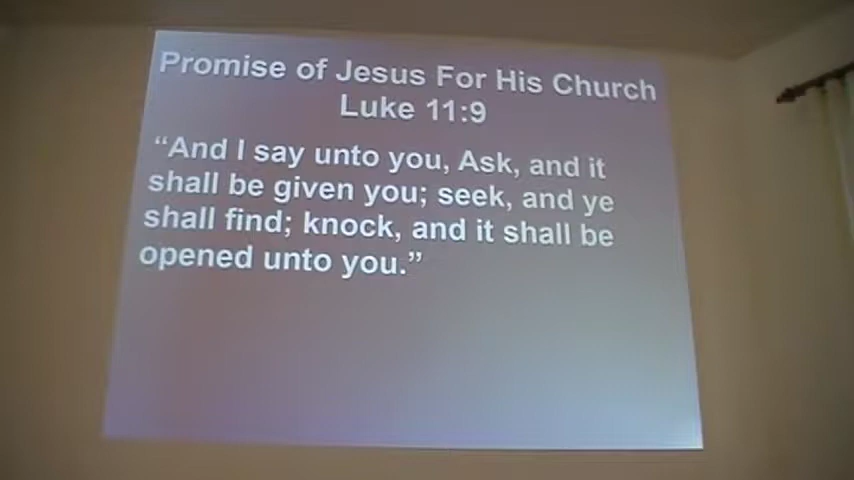 Promise of Jesus For His Church
Luke 11:9
“And I say unto you, Ask, and it
shall be given you; seek, and ye
shall find; knock, and it shall be
opened unto you.”